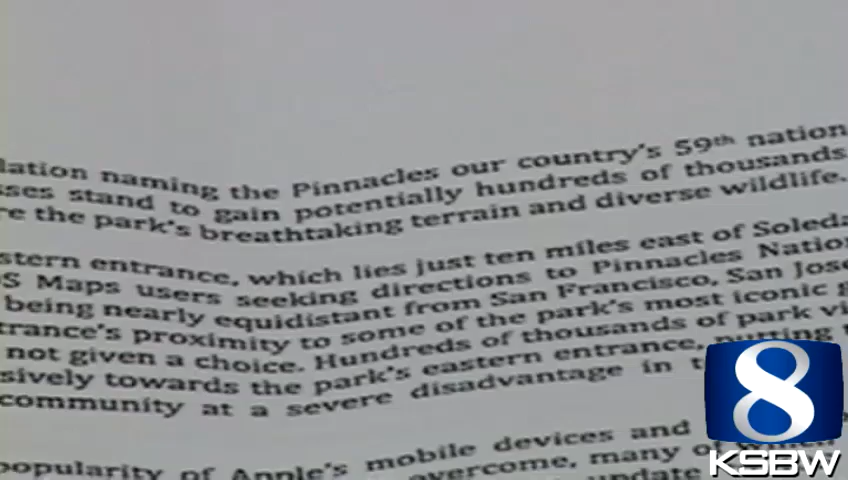 lation naming the Pinnacles our country's 59th nation
sses stand to gain potentially hundreds of thousands
re the park's breathtaking terrain and diverse wildlife.
stern entrance, which lies just ten miles east of Soleda
OS Maps users seeking directions to Pinnacles Nation
being nearly equidistant from San Francisco, San Jose
trance's proximity to some of the park's most iconic g
not given a choice. Hundreds of thousands of park vi
sively towards the park's eastern entrance, putting t
community at a severe disadvantage in t
popularity of Apple's mobile devices and
overcome, many of which
update
8
KSBW